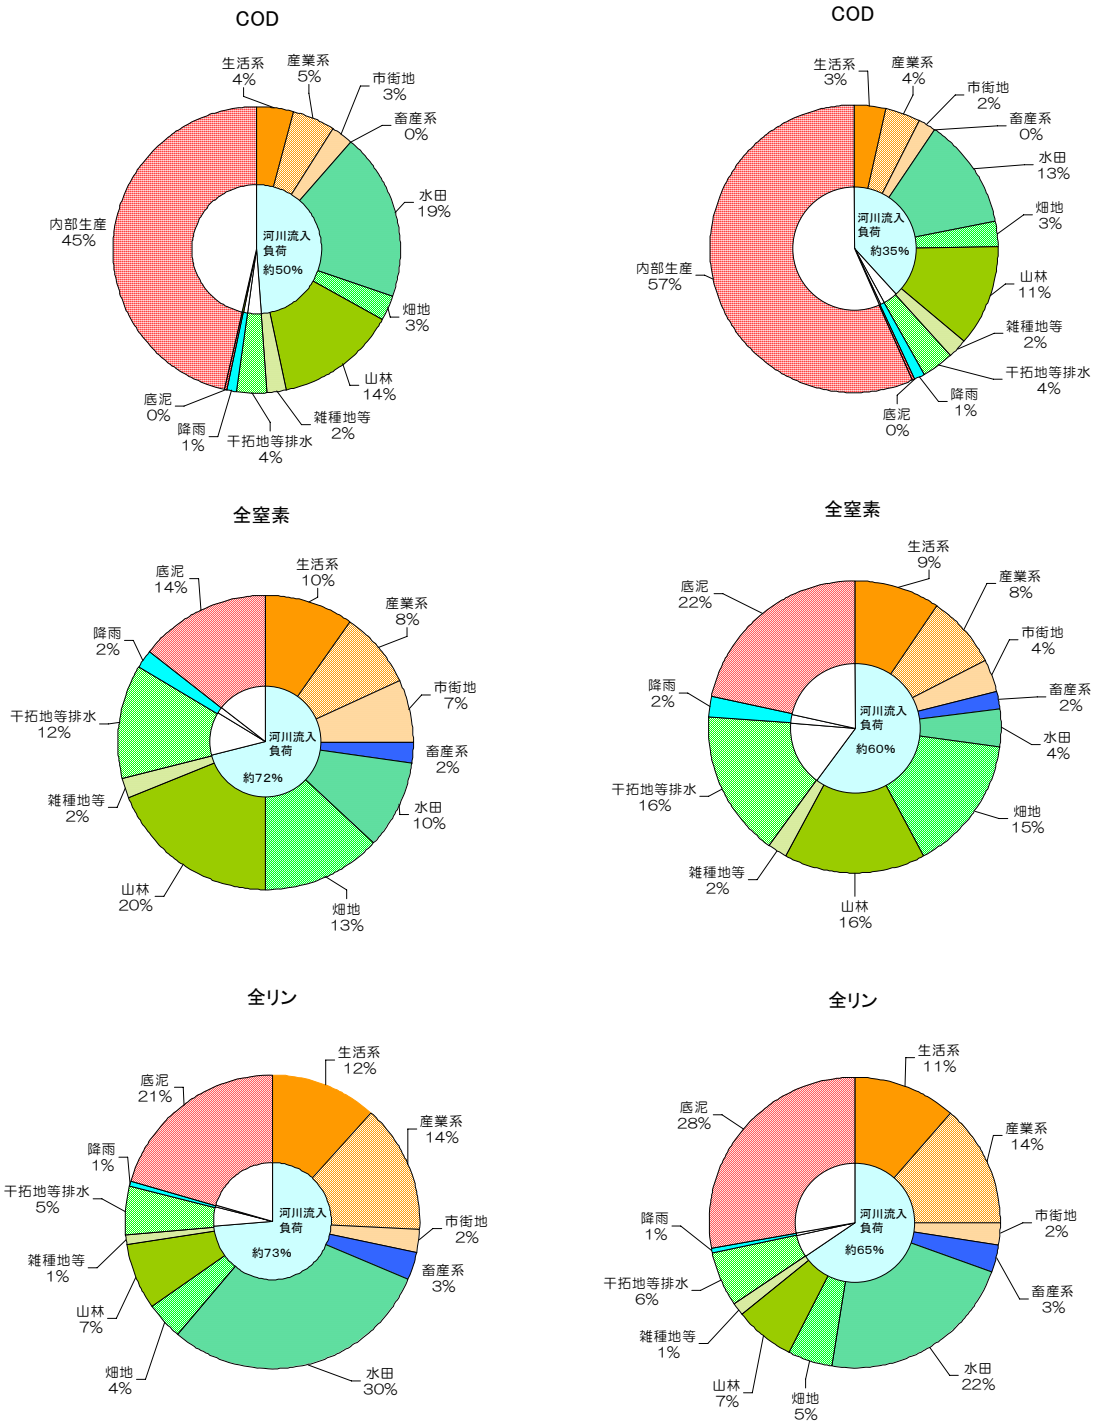 COD
生活系
4%
産業系
5%
市街地
3%
畜産系
0%
水田
19%
畑地
3%
山林
14%
雑種地等
2%
干拓地等排水
4%
降雨
1%
底泥
0%
内部生産
45%
河川流入
負荷
約50%
COD
生活系
3%
産業系
4%
市街地
2%
畜産系
0%
水田
13%
畑地
3%
山林
11%
雑種地等
2%
干拓地等排水
4%
降雨
1%
底泥
0%
内部生産
57%
河川流入
負荷
約35%
全窒素
生活系
10%
産業系
8%
市街地
7%
畜産系
2%
水田
10%
畑地
13%
山林
20%
雑種地等
2%
干拓地等排水
12%
降雨
2%
底泥
14%
河川流入
負荷
約72%
全窒素
生活系
9%
産業系
8%
市街地
4%
畜産系
2%
水田
4%
畑地
15%
山林
16%
雑種地等
2%
干拓地等排水
16%
降雨
2%
底泥
22%
河川流入
負荷
約60%
全リン
生活系
12%
産業系
14%
市街地
2%
畜産系
3%
水田
30%
畑地
4%
山林
7%
雑種地等
1%
干拓地等排水
5%
降雨
1%
底泥
21%
河川流入
負荷
約73%
全リン
生活系
11%
産業系
14%
市街地
2%
畜産系
3%
水田
22%
畑地
5%
山林
7%
雑種地等
1%
干拓地等排水
6%
降雨
1%
底泥
28%
河川流入
負荷
約65%